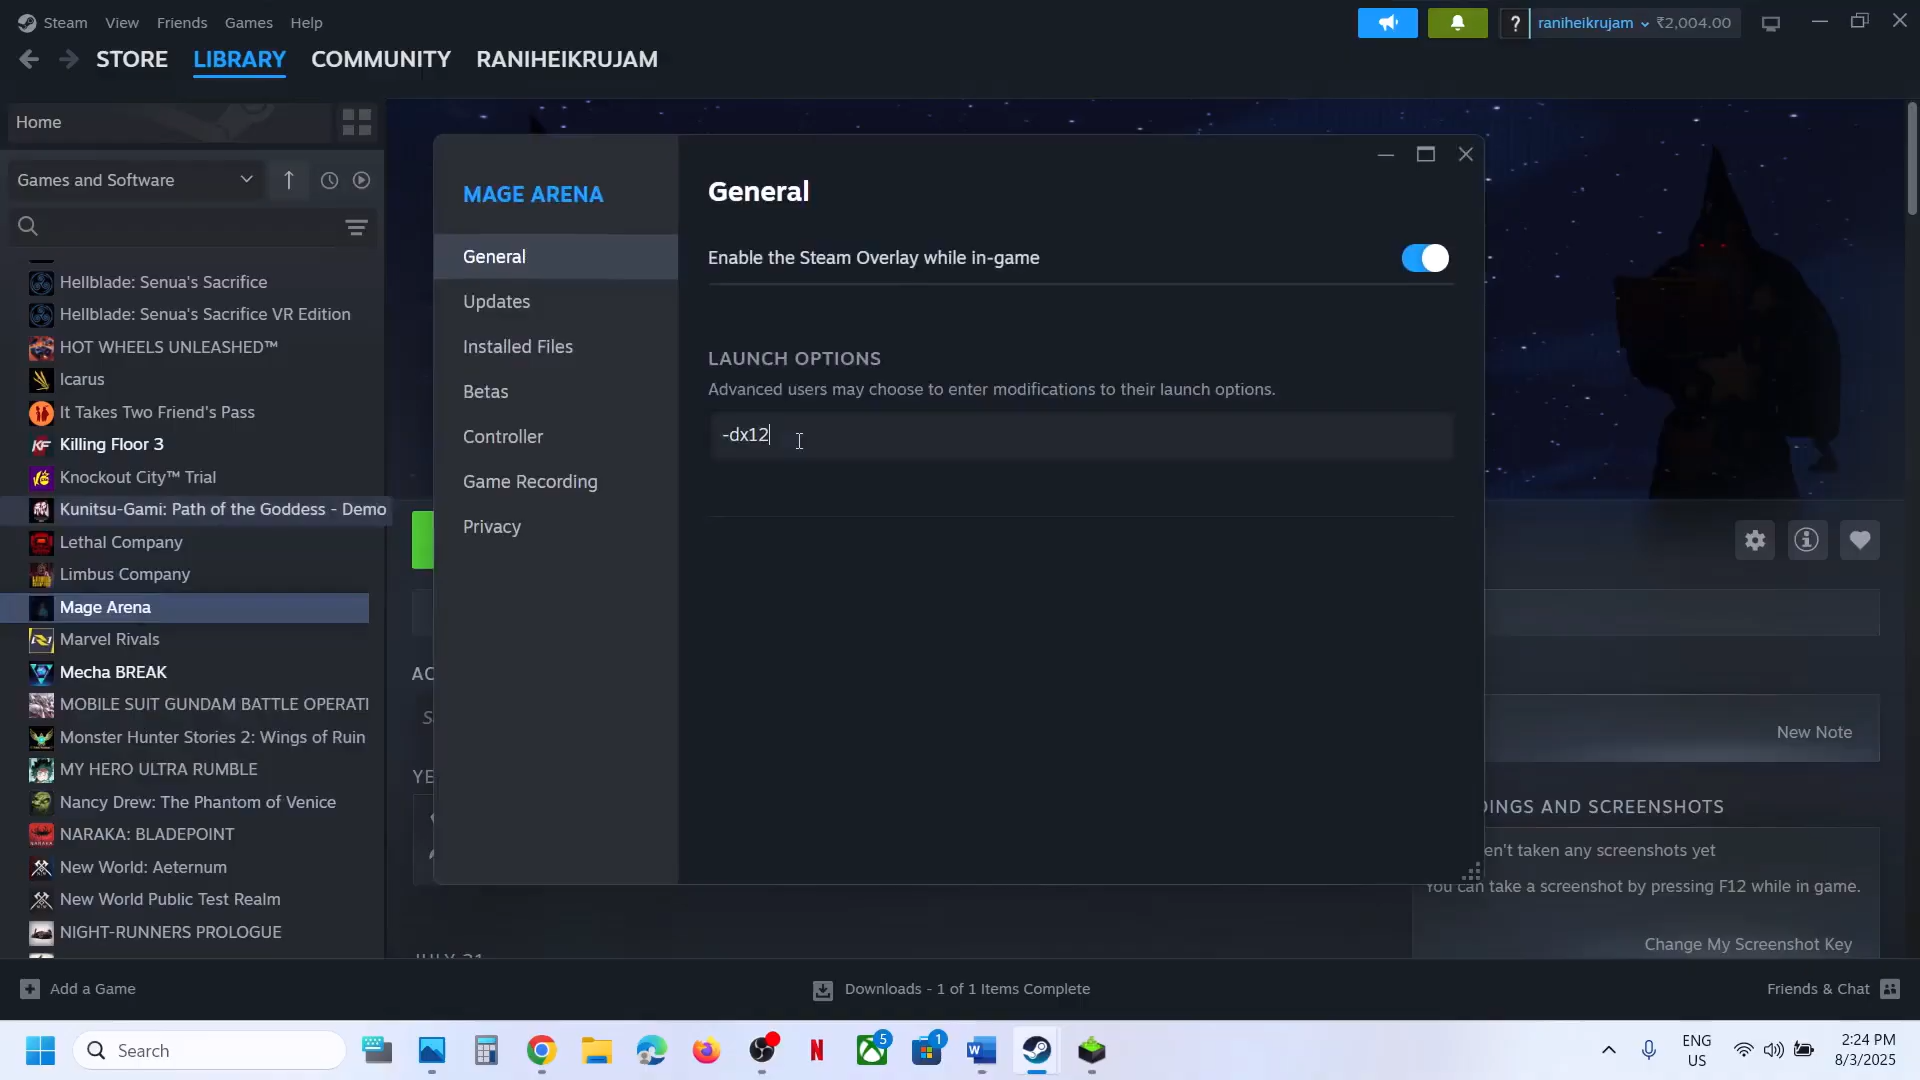 Steam View Friends Games Help
? raniheikrujam ₹2,004.00
STORE LIBRARY COMMUNITY RANIHEIKRUJAM
Home
Games and Software
Hellblade: Senua's Sacrifice
Hellblade: Senua's Sacrifice VR Edition
HOT WHEELS UNLEASHED™
Icarus
It Takes Two Friend's Pass
Killing Floor 3
Knockout City™ Trial
Kunitsu-Gami: Path of the Goddess - Demo
Lethal Company
Limbus Company
Mage Arena
Marvel Rivals
Mecha BREAK
MOBILE SUIT GUNDAM BATTLE OPERATI
Monster Hunter Stories 2: Wings of Ruin
MY HERO ULTRA RUMBLE
Nancy Drew: The Phantom of Venice
NARAKA: BLADEPOINT
New World: Aeternum
New World Public Test Realm
NIGHT-RUNNERS PROLOGUE
MAGE ARENA
General
Updates
Installed Files
Betas
Controller
Game Recording
Privacy
General
Enable the Steam Overlay while in-game
LAUNCH OPTIONS
Advanced users may choose to enter modifications to their launch options.
-dx12
AC
YE
New Note
DINGS AND SCREENSHOTS
en't taken any screenshots yet
You can take a screenshot by pressing F12 while in game.
Change My Screenshot Key
Add a Game
Downloads - 1 of 1 Items Complete
Friends & Chat
Search
5
1
ENG
US
2:24 PM
8/3/2025